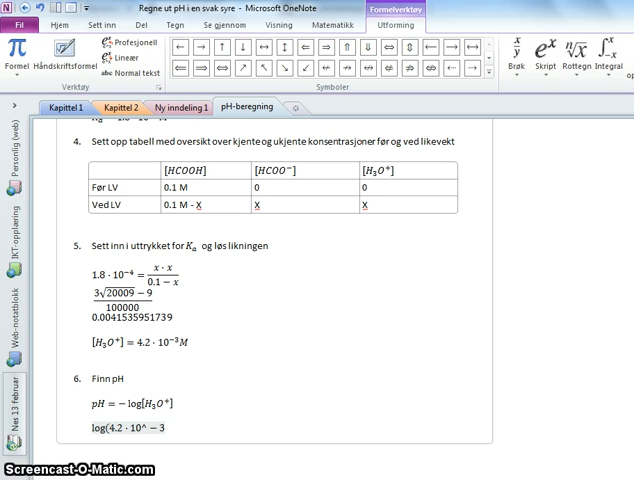 Regne ut pH i en svak syre - Microsoft OneNote
Formelverktøy
Fil Hjem Sett inn Del Tegn Se gjennom Visning Matematikk Utforming
π Formel
Håndskriftsformel
Profesjonell
Lineær
abc Normal tekst
Verktøy
Symboler
x/y Brøk
eˣ Skript
ⁿ√x Rottegn
Integral
Kapittel 1 Kapittel 2 Ny inndeling 1 pH-beregning
Personlig (web)
IKT-opplæring
Web-notatblokk
Nes 13 februar
4. Sett opp tabell med oversikt over kjente og ukjente konsentrasjoner før og ved likevekt
[HCOOH] [HCOO⁻] [H₃O⁺]
Før LV 0.1 M 0 0
Ved LV 0.1 M - X X X
5. Sett inn i uttrykket for Kₐ og løs likningen
1.8 · 10⁻⁴ = x · x / 0.1 − x
3√20009 − 9 / 100000
0.0041535951739
[H₃O⁺] = 4.2 · 10⁻³M
6. Finn pH
pH = − log[H₃O⁺]
log(4.2 · 10^ − 3
Screencast-O-Matic.com